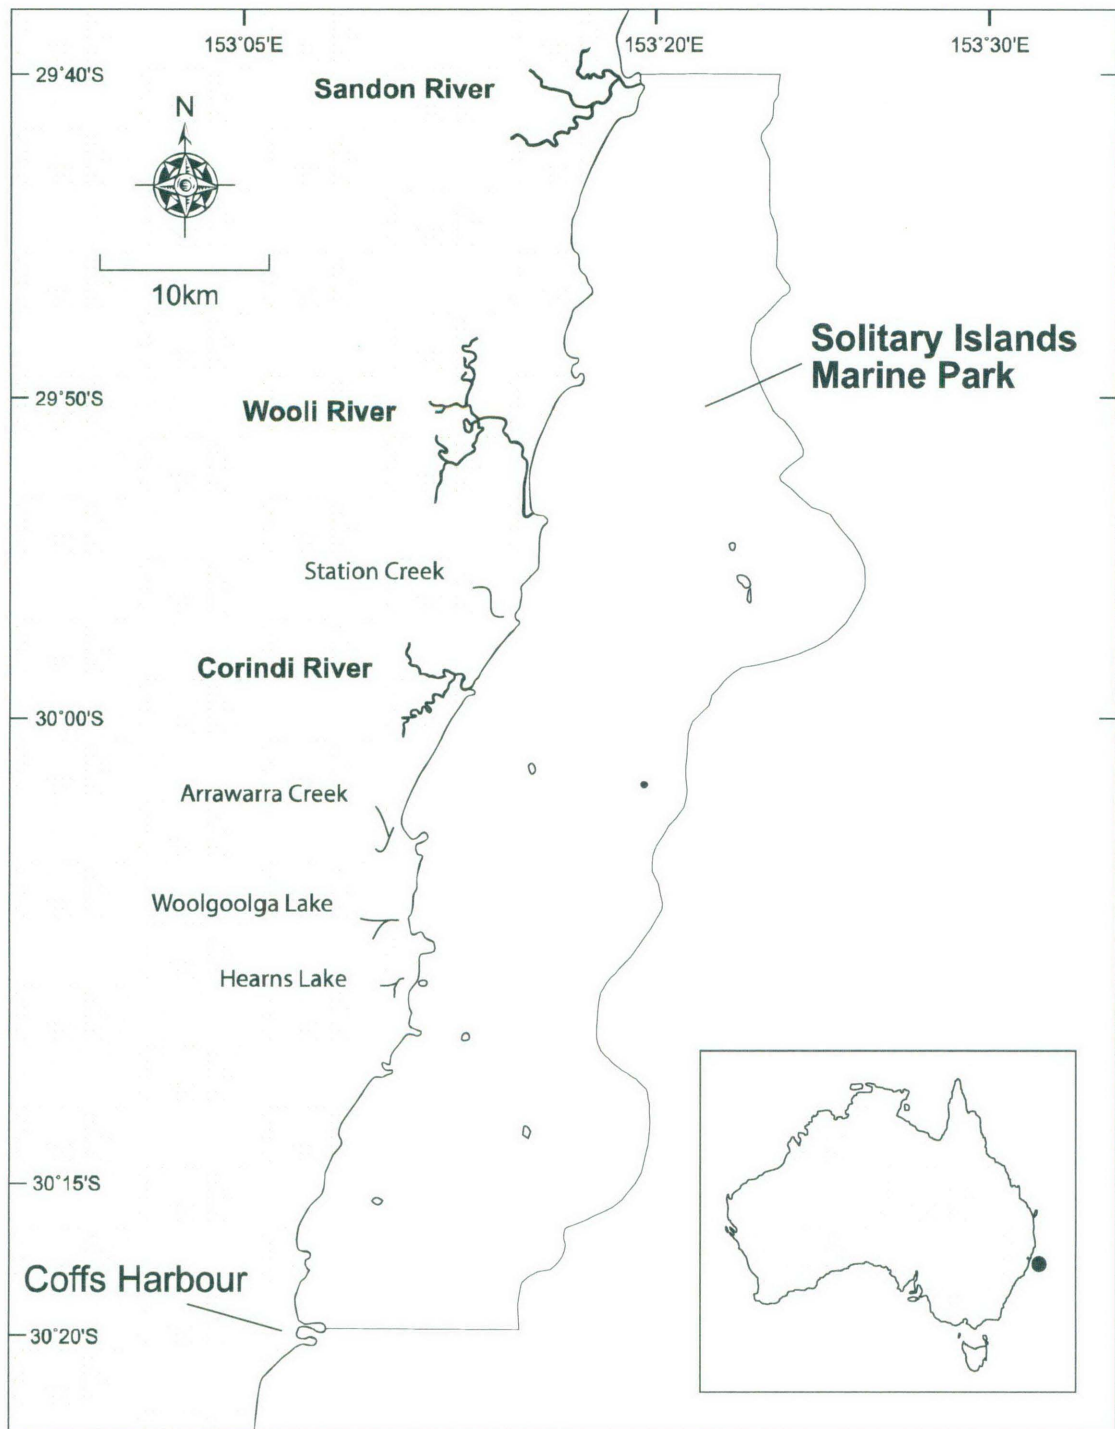 153°05'E
153°20'E
153°30'E
29°40'S
Sandon River
N
10km
Solitary Islands
Marine Park
29°50'S
Wooli River
Station Creek
Corindi River
30°00'S
Arrawarra Creek
Woolgoolga Lake
Hearns Lake
30°15'S
Coffs Harbour
30°20'S